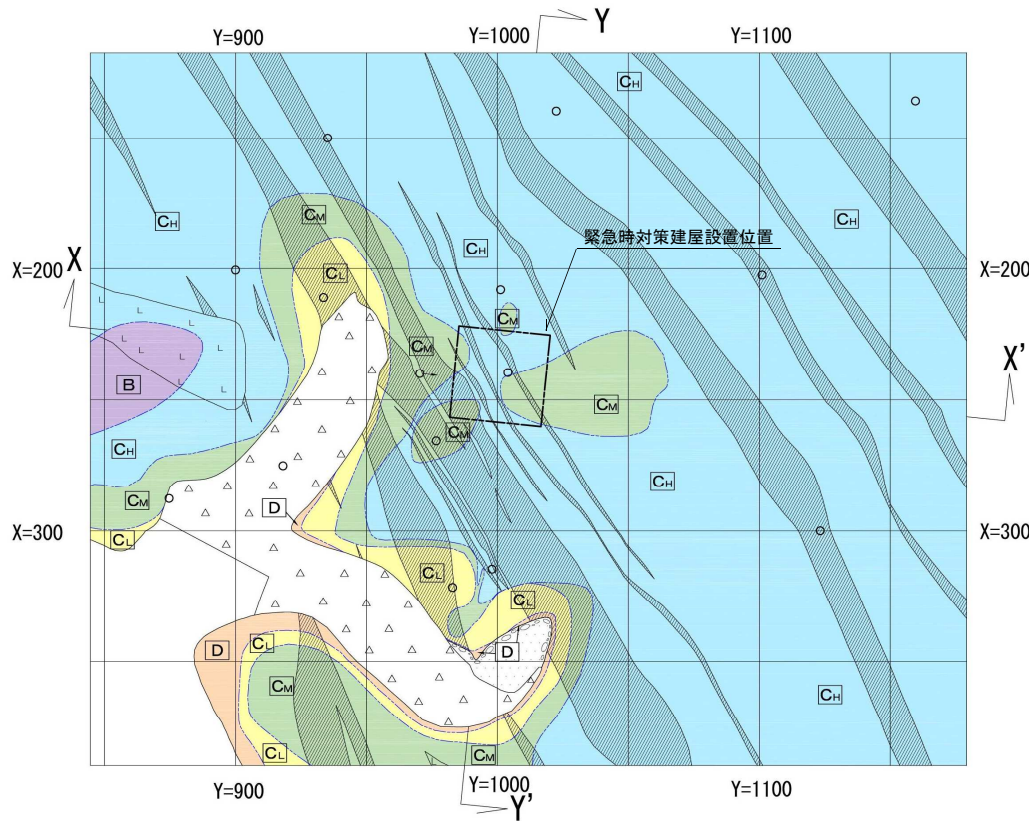 Y
Y=900
Y=1000
Y=1100
CH
CM
CH
CH
CH
緊急時対策建屋設置位置
X
X=200
X=200
CL
CM
CM
X'
B
CM
CM
CH
CH
CM
D
X=300
X=300
CL
CL
CL
D
CL
D
CM
CH
CL
CM
Y=900
Y=1000
Y=1100
Y'